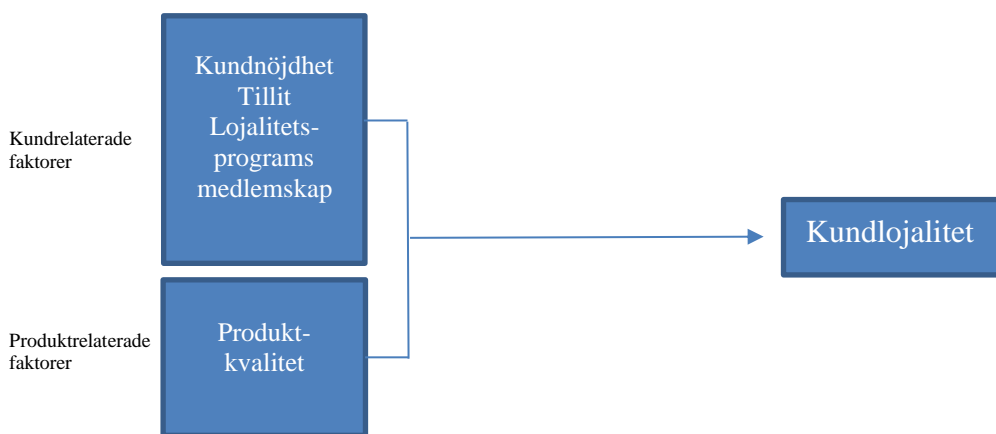 Kundrelaterade
faktorer
Kundnöjdhet
Tillit
Lojalitets-
programs
medlemskap
Kundlojalitet
Produktrelaterade
faktorer
Produkt-
kvalitet